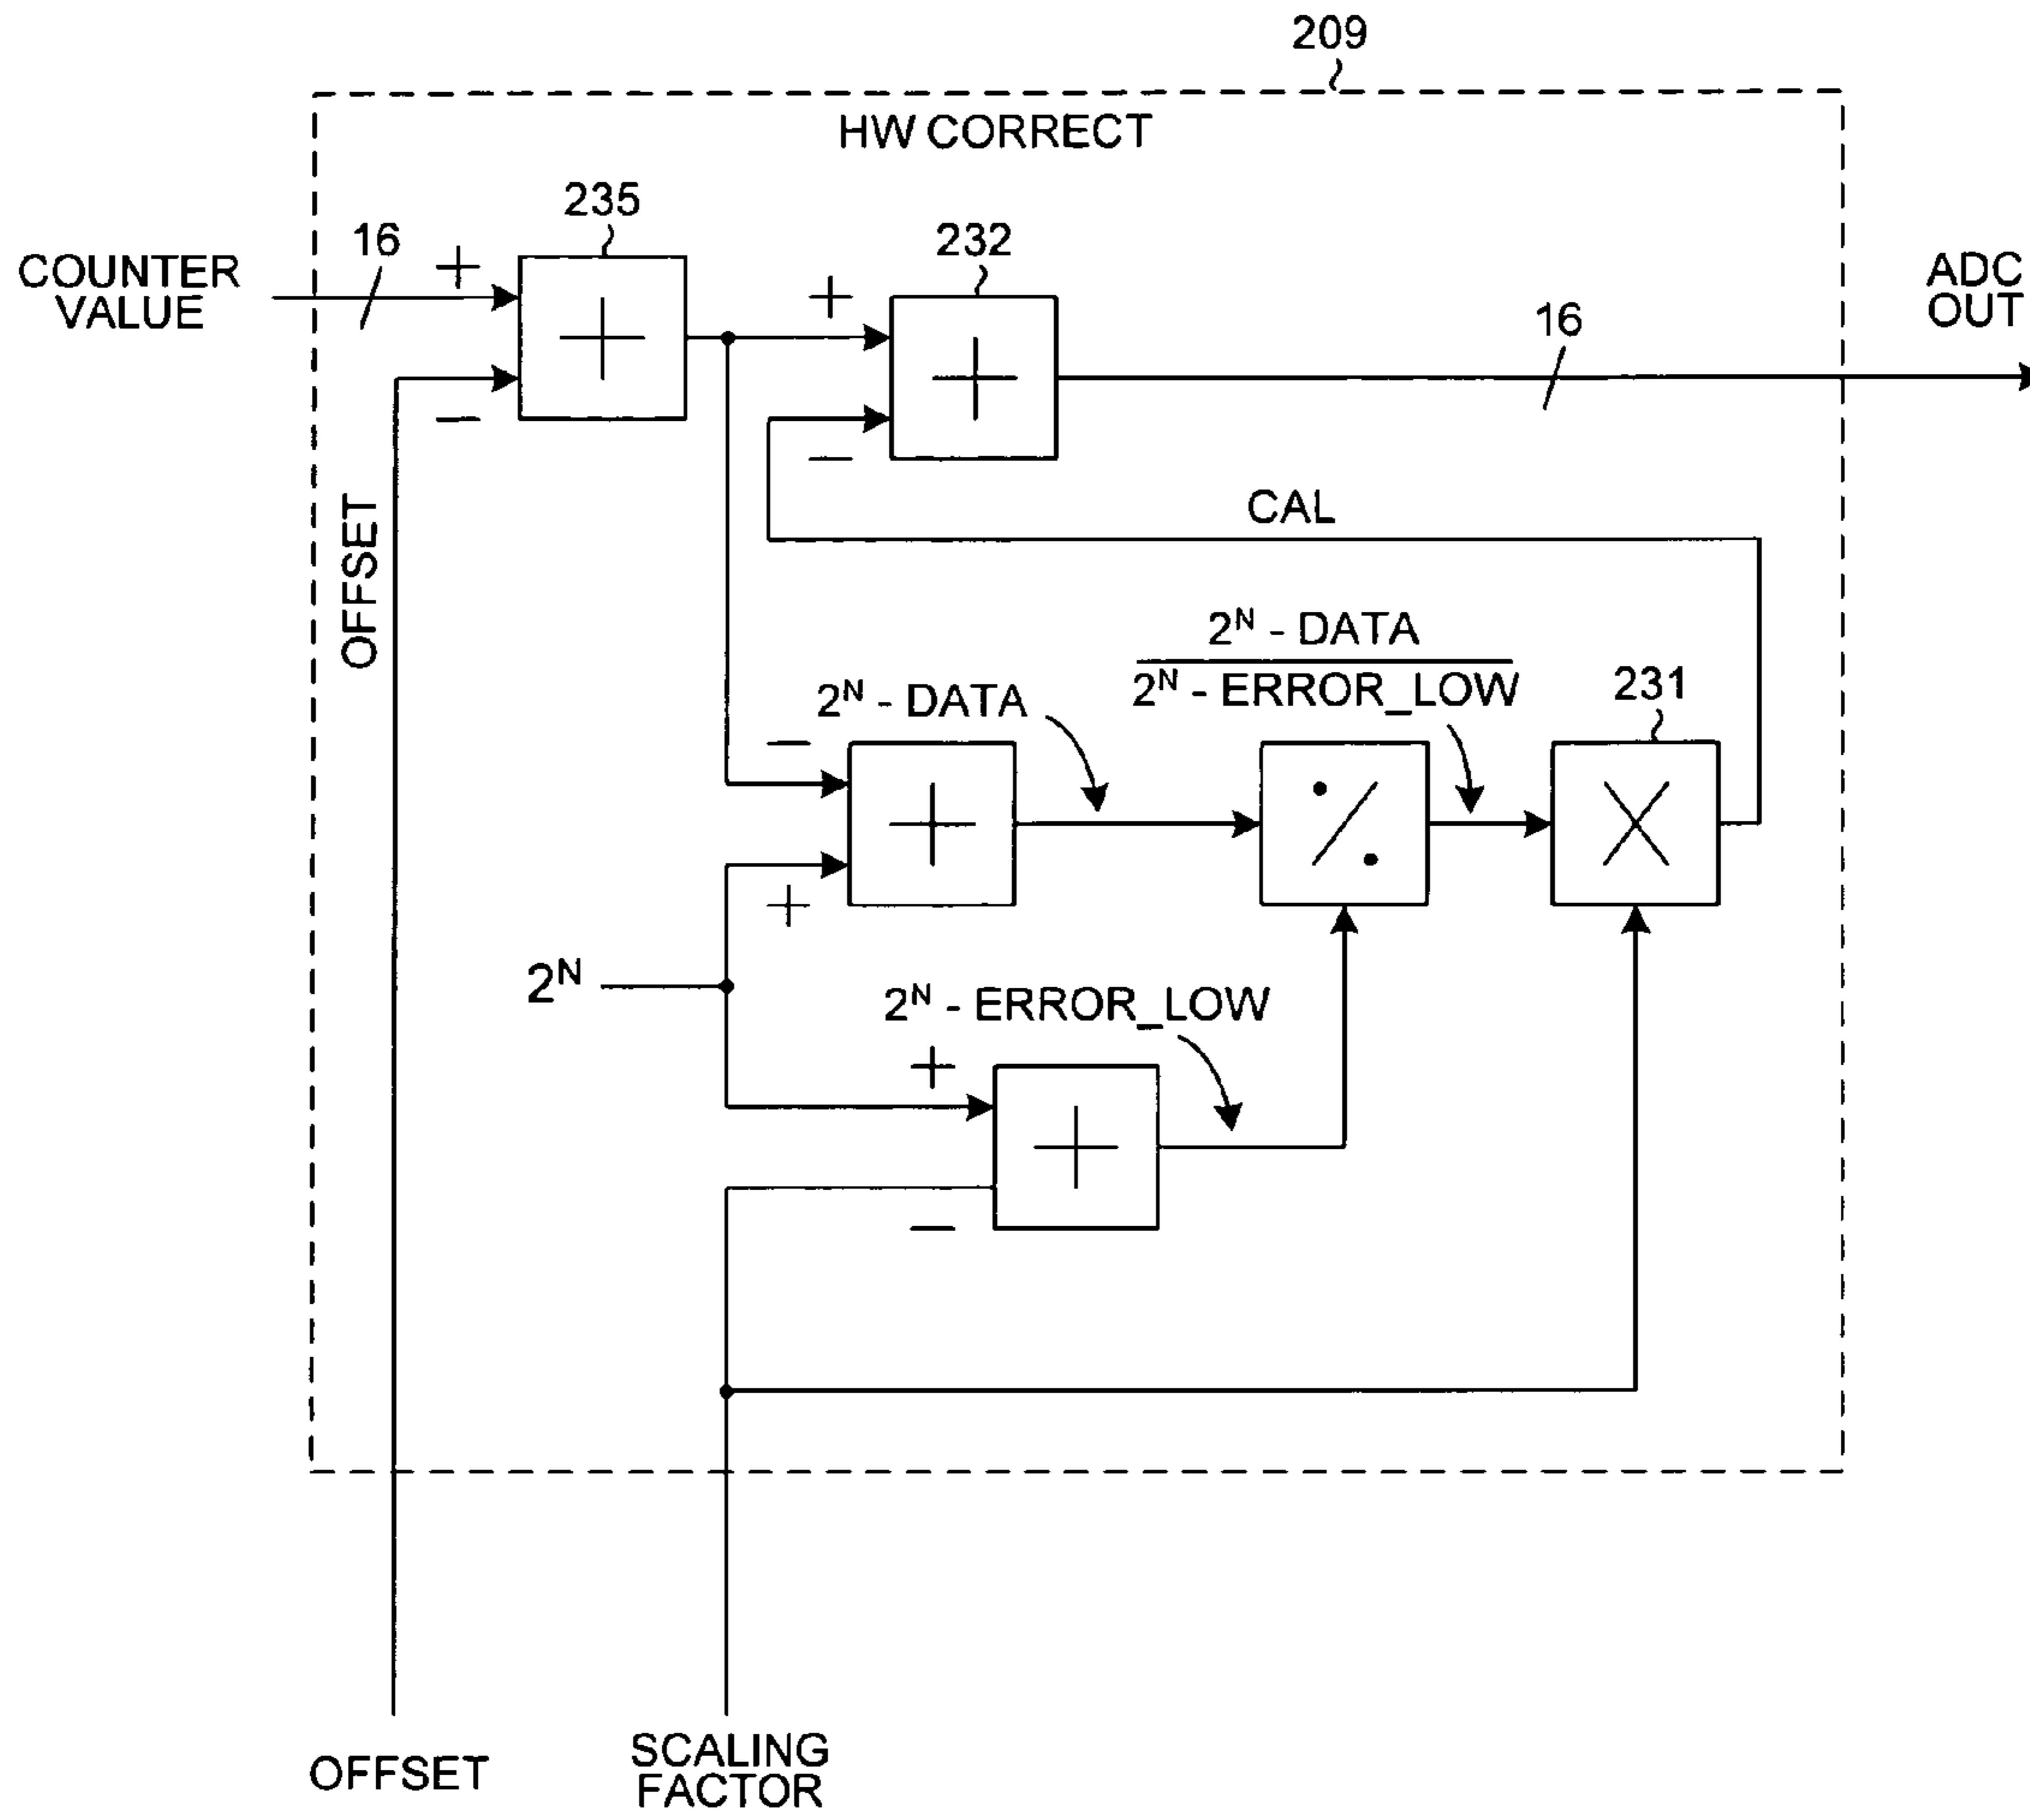 209
HW CORRECT
235
232
16
+
COUNTER
VALUE
+
+
+
16
ADC
OUT
−
−
OFFSET
CAL
2ᴺ - DATA
2ᴺ - ERROR_LOW
231
2ᴺ - DATA
−
+
+
2ᴺ
2ᴺ - ERROR_LOW
+
+
−
OFFSET
SCALING
FACTOR